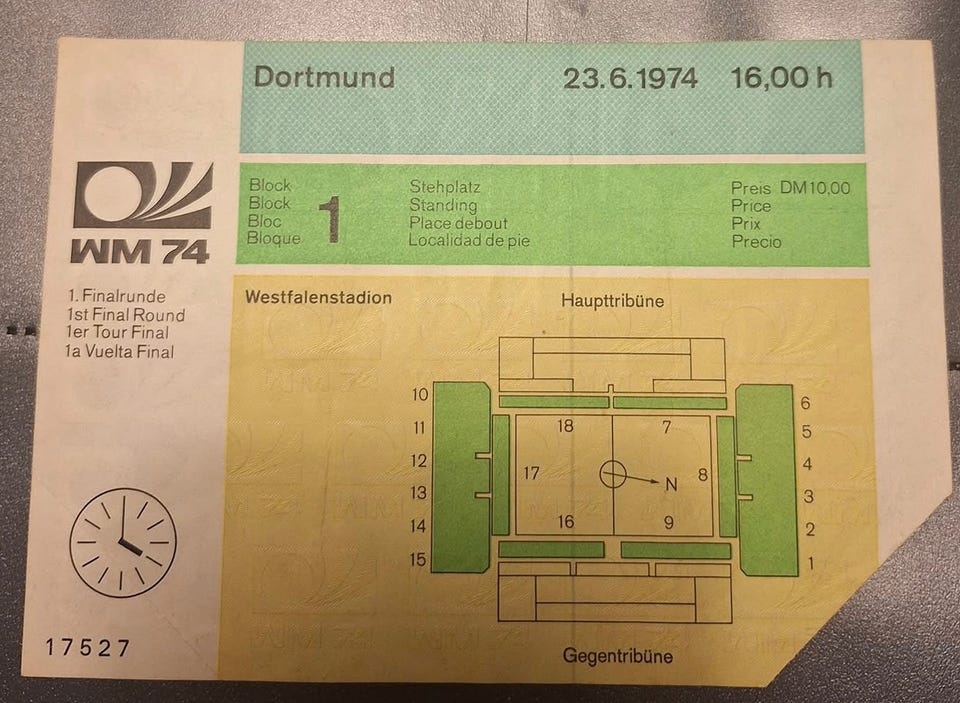 Dortmund 23.6.1974 16,00 h
Block Stehplatz Preis DM 10,00
Block 1 Standing Price
Bloc Place debout Prix
Bloque Localidad de pie Precio
WM 74
1. Finalrunde
1st Final Round
1er Tour Final
1a Vuelta Final
Westfalenstadion Haupttribüne
10 6
11 18 7 5
12 17 8 4
N
13 3
14 16 9 2
15 1
17527
Gegentribüne